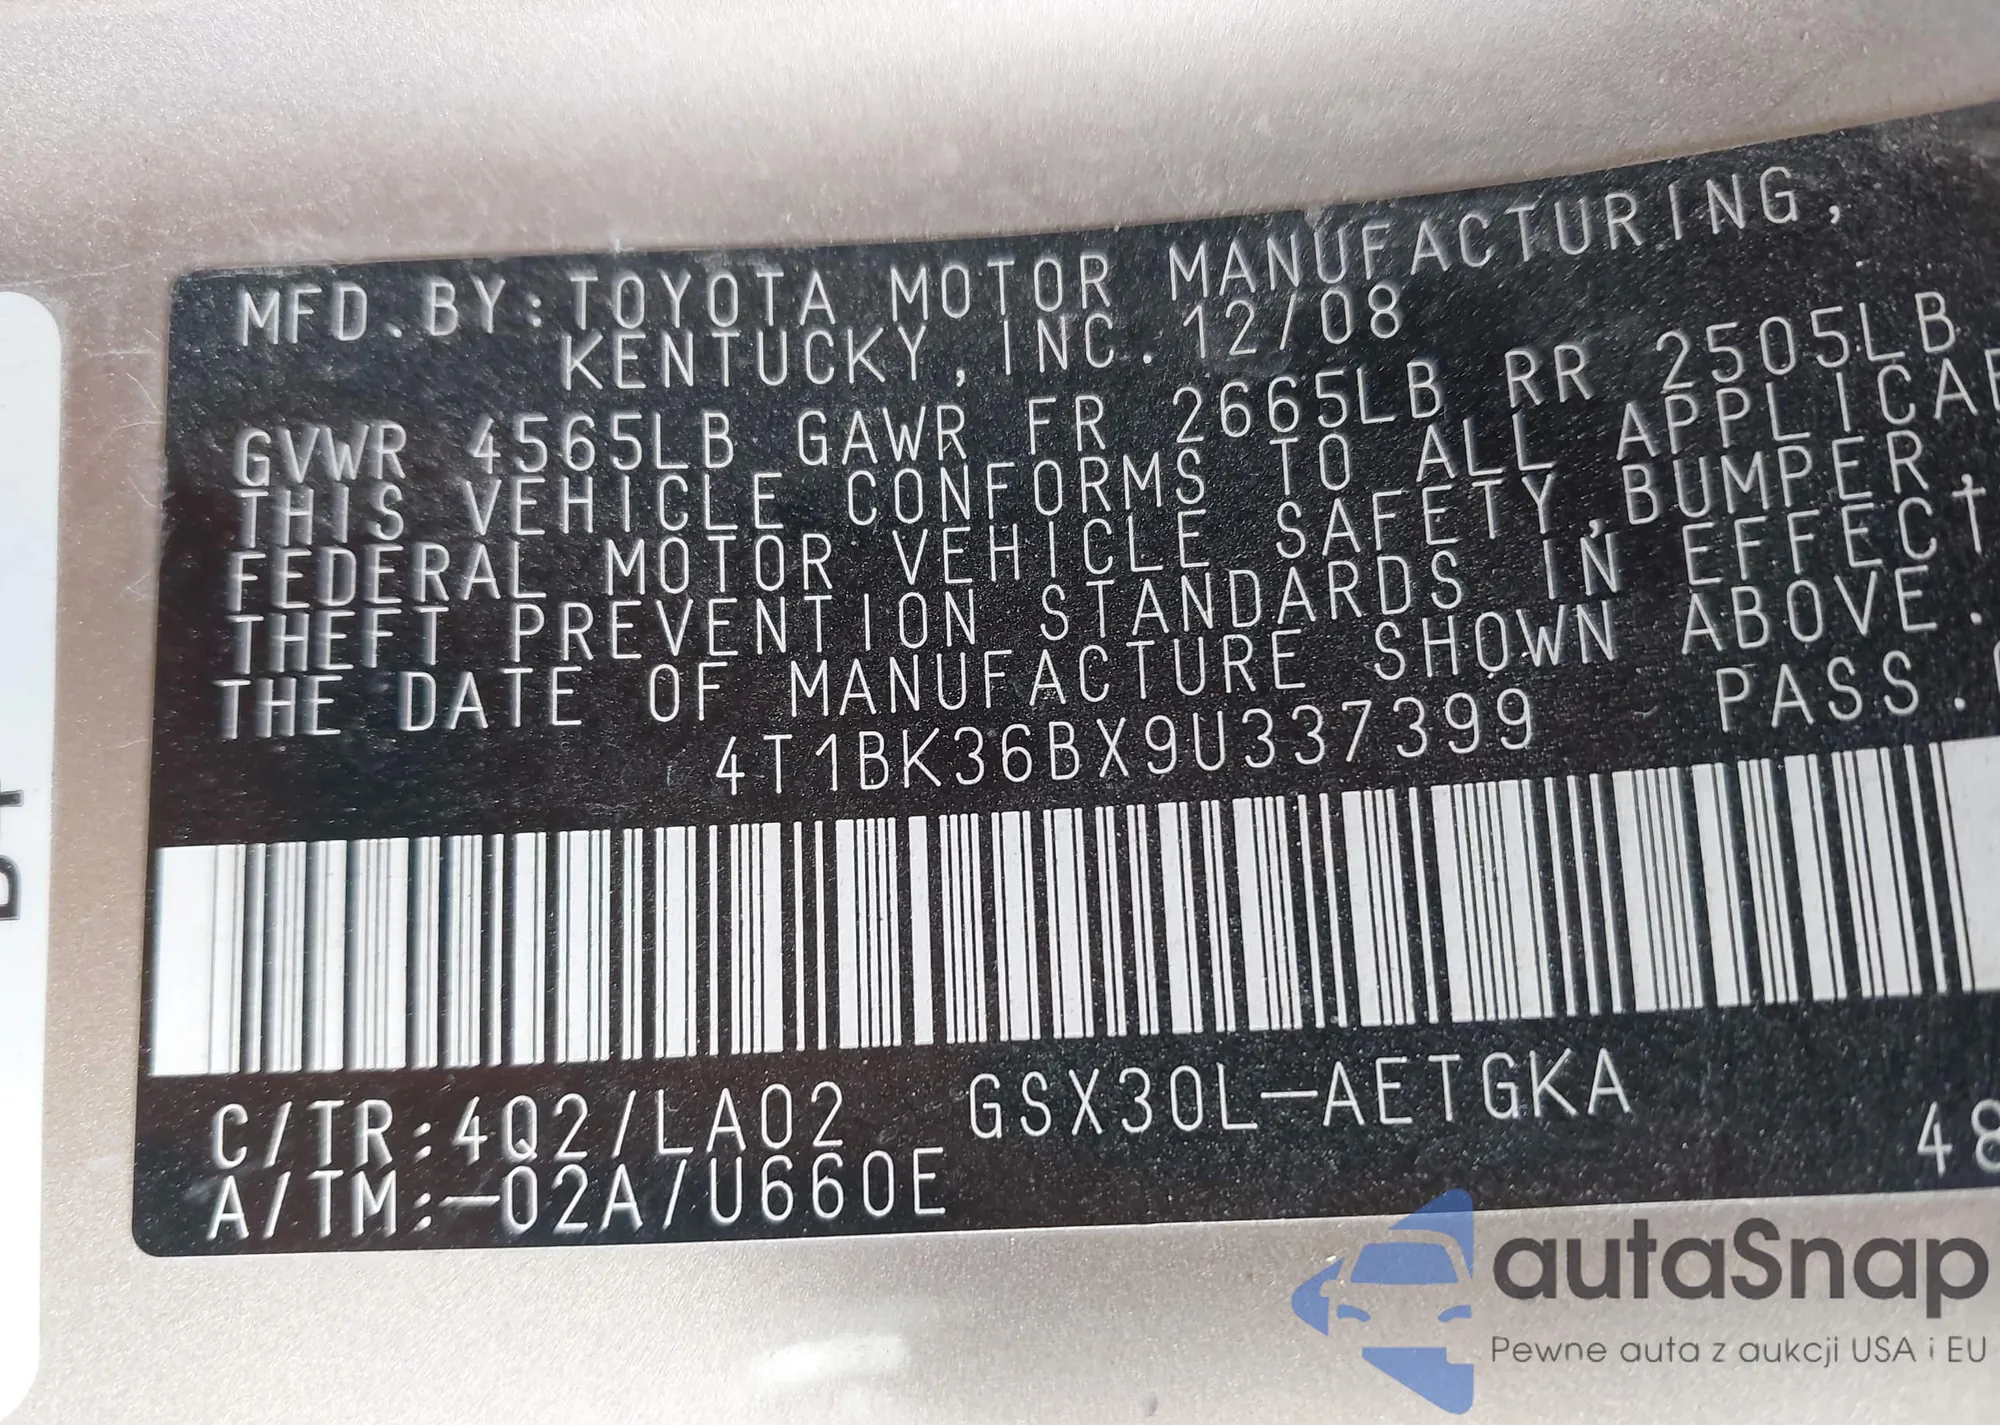 MFD.BY:TOYOTA MOTOR MANUFACTURING,
KENTUCKY,INC. 12/08
GVWR 4565LB GAWR FR 2665LB RR 2505LB
THIS VEHICLE CONFORMS TO ALL
FEDERAL MOTOR VEHICLE SAFETY,BUMPER,
THEFT PREVENTION STANDARDS IN EFFECT
THE DATE OF MANUFACTURE SHOWN ABOVE.
4T1BK36BX9U337399 PASS.
C/TR:4Q2/LA02 GSX30L-AETGKA
A/TM:-02A/U660E 48
autaSnap
Pewne auta z aukcji USA i EU